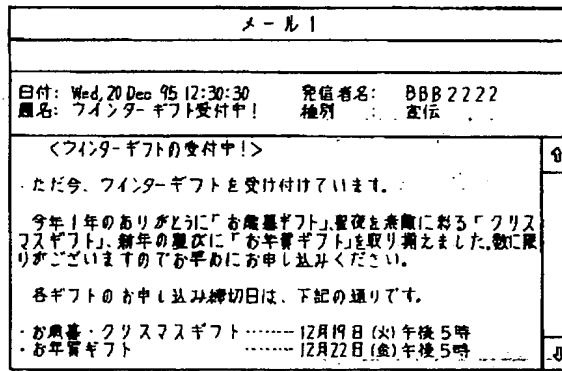 メール1
日付: Wed, 20 Dec 95 12:30:30 発信者名: BBB2222
題名: ウインターギフト受付中! 種別 : 宣伝
<ウインターギフトの受付中!>
ただ今、ウインターギフトを受け付けています。
今年1年のありがとうに「お歳暮ギフト」、聖夜を素敵に彩る「クリス
マスギフト」、新年の慶びに「お年賀ギフト」を取り揃えました。数に限
りがございますのでお早めにお申し込みください。
各ギフトのお申し込み締切日は、下記の通りです。
・お歳暮・クリスマスギフト………12月19日(火)午後5時
・お年賀ギフト ………12月22日(金)午後5時